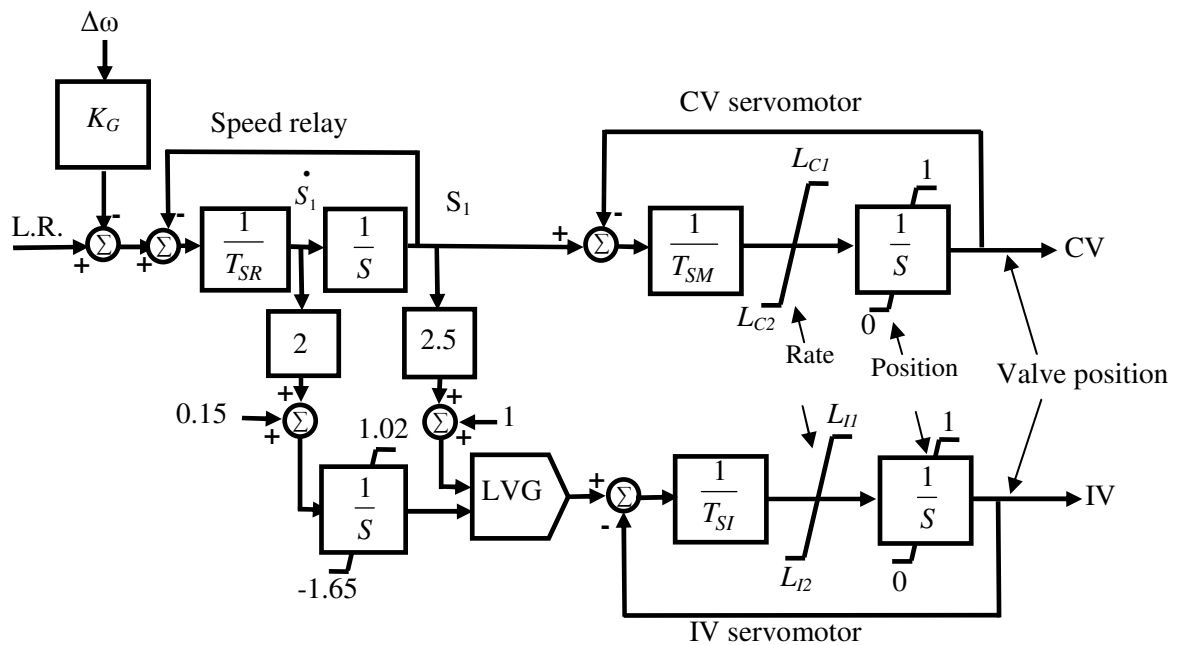 Δω
K_G
Speed relay
CV servomotor
L.R.
-
+
Σ
-
+
Σ
1
T_SR
Ṡ_1
1
S
S_1
+
-
Σ
1
T_SM
L_C1
L_C2
1
1
S
0
CV
Rate
Position
Valve position
2
2.5
0.15
+
+
Σ
+
+
Σ
1
1.02
1
S
-1.65
LVG
+
-
Σ
1
T_SI
L_I1
L_I2
1
1
S
0
IV
IV servomotor